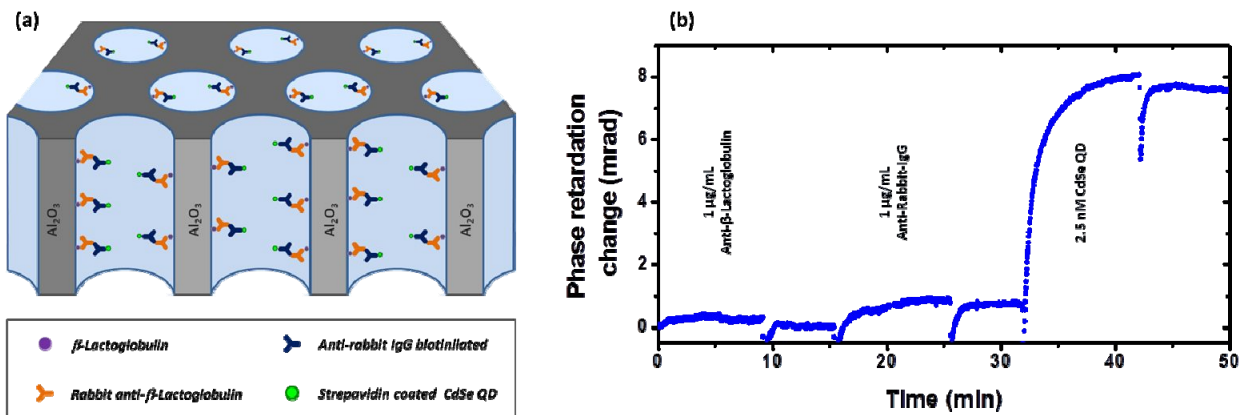 (a)
Al₂O₃
Al₂O₃
Al₂O₃
Al₂O₃
β-Lactoglobulin
Anti-rabbit IgG biotinilated
Rabbit anti-β-Lactoglobulin
Strepavidin coated CdSe QD
(b)
Phase retardation
change (mrad)
8
6
4
2
0
1 µg/mL
Anti-β-Lactoglobulin
1 µg/mL
Anti-Rabbit-IgG
2.5 nM CdSe QD
0
10
20
30
40
50
Time (min)